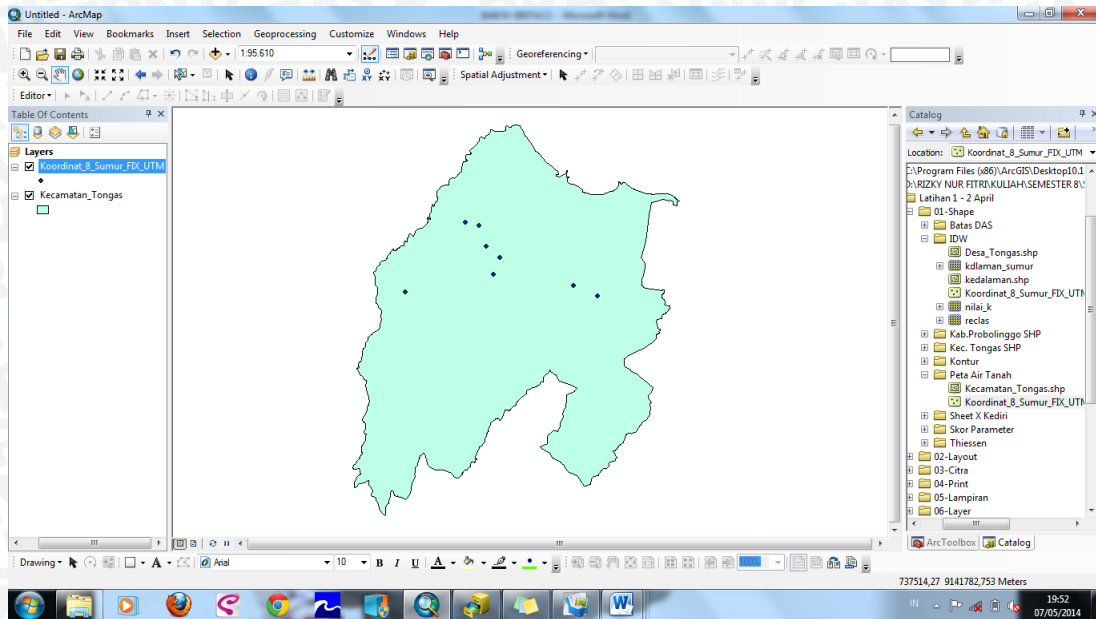 Untitled - ArcMap
File Edit View Bookmarks Insert Selection Geoprocessing Customize Windows Help
1:95.610
Georeferencing
Spatial Adjustment
Editor
Table Of Contents
Layers
Koordinat_8_Sumur_FIX_UTM
Kecamatan_Tongas
Catalog
Location: Koordinat_8_Sumur_FIX_UTM
C:\Program Files (x86)\ArcGIS\Desktop10.1
D:\RIZKY NUR FITRI\KULIAH\SEMESTER 8\
Latihan 1 - 2 April
01-Shape
Batas DAS
IDW
Desa_Tongas.shp
kdlaman_sumur
kedalaman.shp
Koordinat_8_Sumur_FIX_UTM
nilai_k
reclas
Kab.Probolinggo SHP
Kec. Tongas SHP
Kontur
Peta Air Tanah
Kecamatan_Tongas.shp
Koordinat_8_Sumur_FIX_UTM
Sheet X Kediri
Skor Parameter
Thiessen
02-Layout
03-Citra
04-Print
05-Lampiran
06-Layer
ArcToolbox Catalog
Drawing A Arial 10 B I U A
737514,27 9141782,753 Meters
IN 19:52
07/05/2014